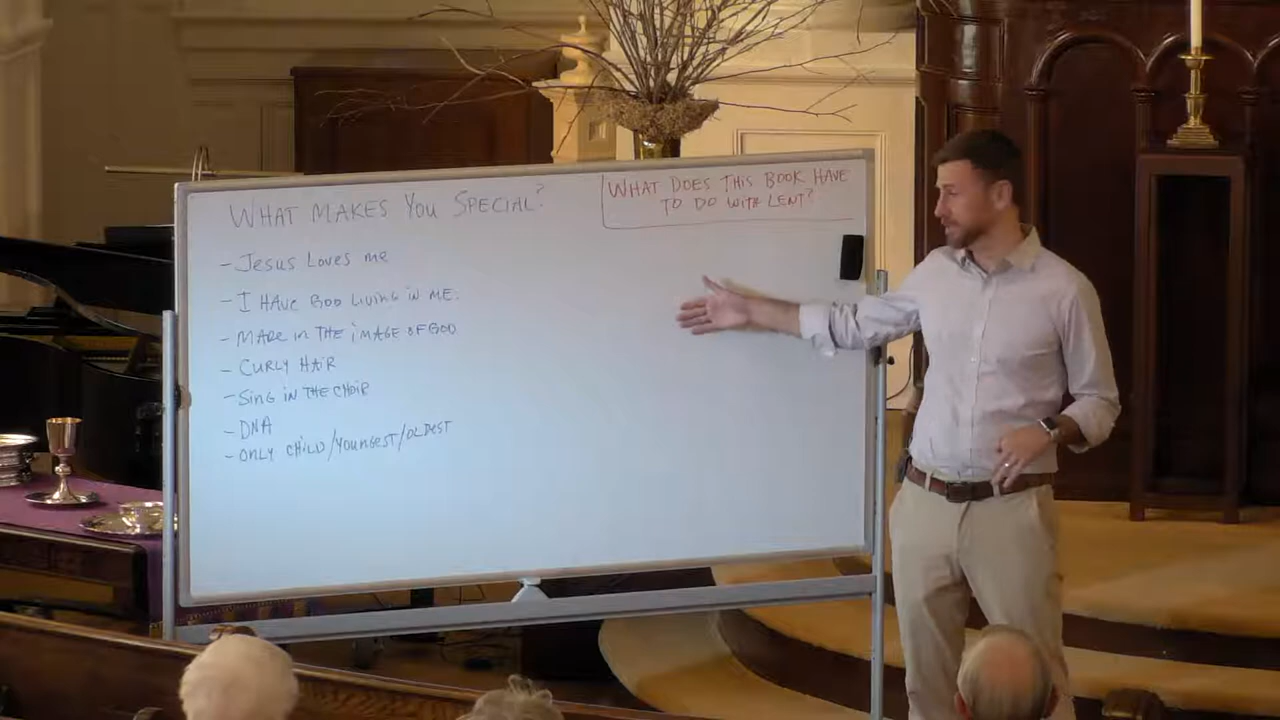 WHAT MAKES YOU SPECIAL?
- JESUS LOVES ME
- I HAVE GOD LIVING IN ME.
- MADE IN THE IMAGE OF GOD
- CURLY HAIR
- SING IN THE CHOIR
- DNA
- ONLY CHILD/YOUNGEST/OLDEST
WHAT DOES THIS BOOK HAVE
TO DO WITH LENT?